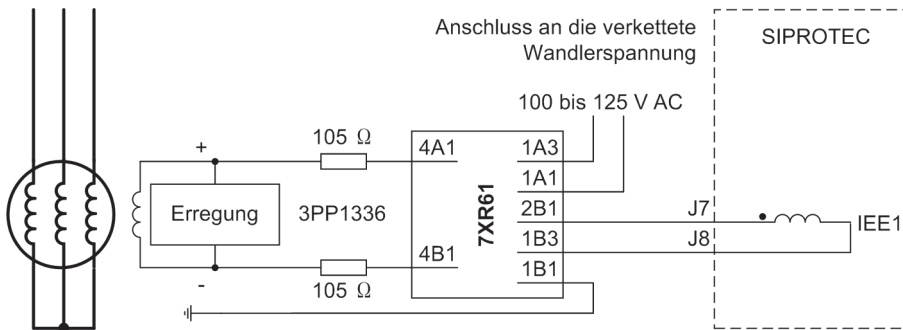 Anschluss an die verkettete
Wandlerspannung
SIPROTEC
100 bis 125 V AC
105 Ω
+
4A1
1A3
1A1
Erregung
3PP1336
7XR61
2B1
J7
IEE1
1B3
J8
4B1
1B1
-
105 Ω